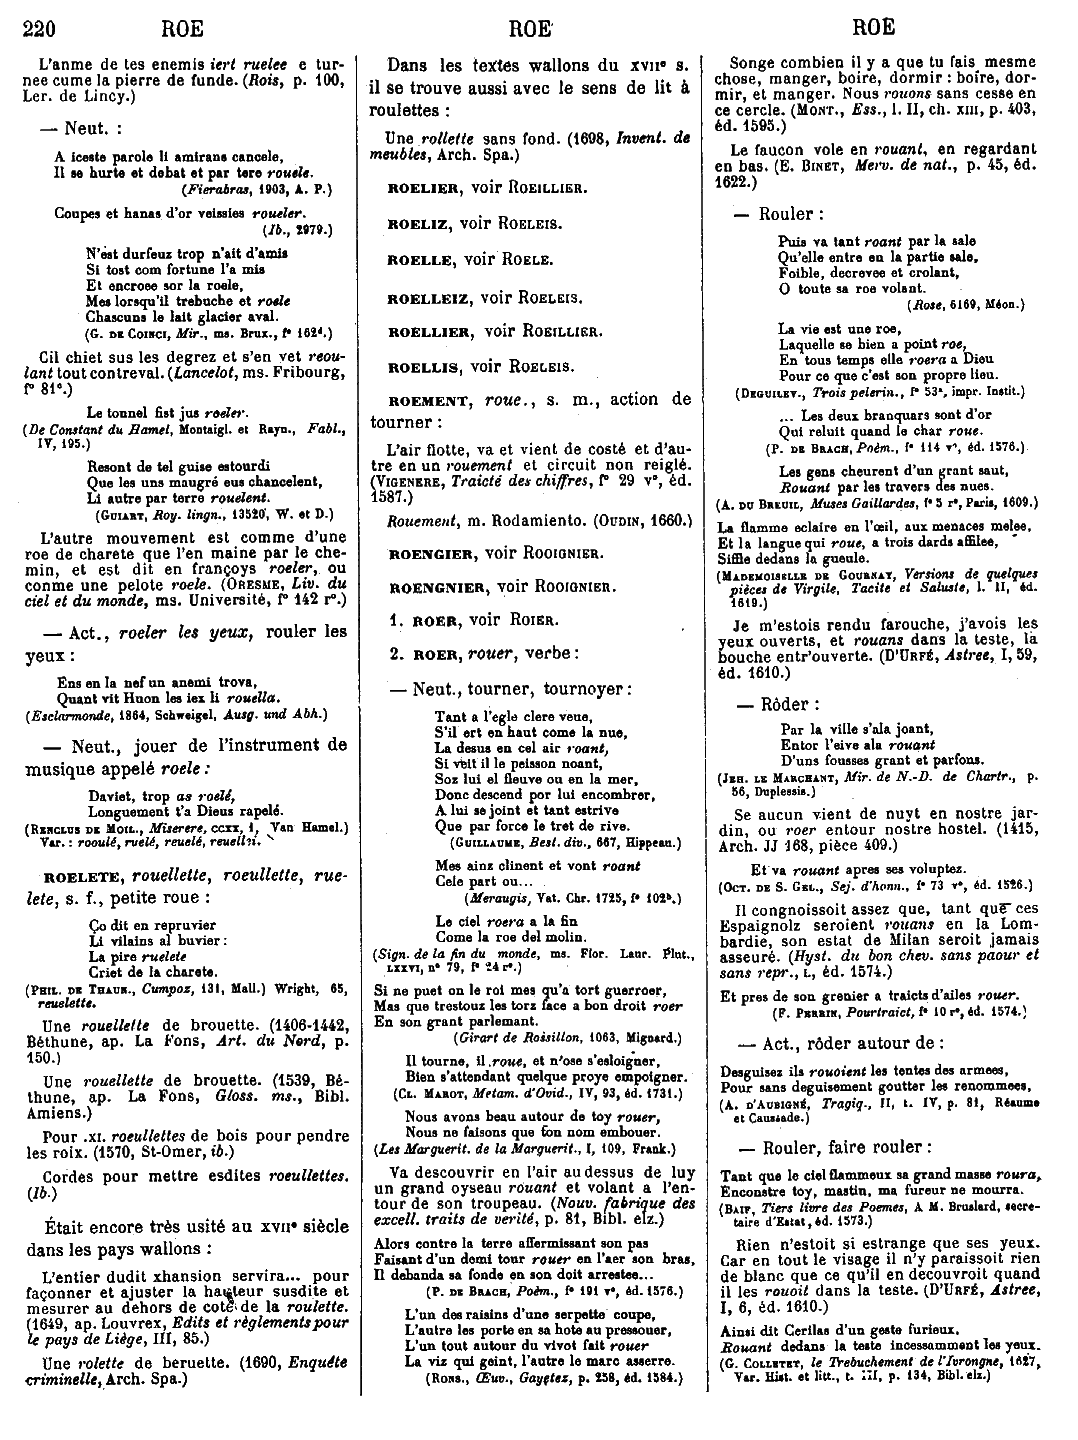 220 ROE ROE ROE
L'anme de tes enemis iert ruelee e tur-
nee cume la pierre de funde. (Rois, p. 100,
Ler. de Lincy.)
— Neut. :
A iceste parole li amirans cancele,
Il se hurte et debat et par tere rouele.
(Fierabras, 1903, A. P.)
Coupes et hanas d'or veissies roueler.
(Ib., 2979.)
N'est durfeuz trop n'ait d'amis
Si tost com fortune l'a mis
Et encroee sor la roele,
Mes lorsqu'il trebuche et roele
Chascuns le lait glacier aval.
(G. DE COINCI, Mir., ms. Brux., fº 162ᵈ.)
Cil chiet sus les degrez et s'en vet reou-
lant tout contreval. (Lancelot, ms. Fribourg,
fº 81ᵉ.)
Le tonnel fist jus roeler.
(De Constant du Hamel, Montaigl. et Rayn., Fabl.,
IV, 195.)
Resont de tel guise estourdi
Que les uns maugré eus chancelent,
Li autre par terre rouelent.
(GUIART, Roy. lingn., 13520, W. et D.)
L'autre mouvement est comme d'une
roe de charete que l'en maine par le che-
min, et est dit en françoys roeler, ou
conme une pelote roele. (ORESME, Liv. du
ciel et du monde, ms. Université, fº 142 rº.)
— Act., roeler les yeux, rouler les
yeux :
Ens en la nef un anemi trova,
Quant vit Huon les iex li rouella.
(Esclarmonde, 1864, Schweigel, Ausg. und Abh.)
— Neut., jouer de l'instrument de
musique appelé roele :
Daviet, trop as roelé,
Longuement t'a Dieus rapelé.
(RENCLUS DE MOIL., Miserere, CCXX, 1, Van Hamel.)
Var. : rooulé, ruelé, reuelé, reuelli.
ROELETE, rouellette, roeullette, rue-
lete, s. f., petite roue :
Ço dit en repruvier
Li vilains al buvier :
La pire ruelete
Criet de la charete.
(PHIL. DE THAUN., Cumpoz, 131, Mall.) Wright, 65,
reuelette.
Une rouellette de brouette. (1406-1442,
Béthune, ap. La Fons, Art. du Nord, p.
150.)
Une rouellette de brouette. (1539, Bé-
thune, ap. La Fons, Gloss. ms., Bibl.
Amiens.)
Pour .XI. roeullettes de bois pour pendre
les roix. (1570, St-Omer, ib.)
Cordes pour mettre esdites roeullettes.
(Ib.)
Était encore très usité au XVIIᵉ siècle
dans les pays wallons :
L'entier dudit xhansion servira... pour
façonner et ajuster la hauteur susdite et
mesurer au dehors de coté de la roulette.
(1649, ap. Louvrex, Edits et règlements pour
le pays de Liège, III, 85.)
Une rolette de beruette. (1690, Enquête
criminelle, Arch. Spa.)
Dans les textes wallons du XVIIᵉ s.
il se trouve aussi avec le sens de lit à
roulettes :
Une rollette sans fond. (1698, Invent. de
meubles, Arch. Spa.)
ROELIER, voir ROEILLIER.
ROELIZ, voir ROELEIS.
ROELLE, voir ROELE.
ROELLEIZ, voir ROELEIS.
ROELLIER, voir ROEILLIER.
ROELLIS, voir ROELEIS.
ROEMENT, roue., s. m., action de
tourner :
L'air flotte, va et vient de costé et d'au-
tre en un rouement et circuit non reiglé.
(VIGENERE, Traicté des chiffres, fº 29 vº, éd.
1587.)
Rouement, m. Rodamiento. (OUDIN, 1660.)
ROENGIER, voir ROOIGNIER.
ROENGNIER, voir ROOIGNIER.
1. ROER, voir ROIER.
2. ROER, rouer, verbe :
— Neut., tourner, tournoyer :
Tant a l'egle clere veue,
S'il ert en haut come la nue,
La desus en cel air roant,
Si voit il le peisson noant,
Soz lui el fleuve ou en la mer,
Donc descend por lui encombrer,
A lui se joint et tant estrive
Que par force le tret de rive.
(GUILLAUME, Best. div., 667, Hippeau.)
Mes ainz clinent et vont roant
Cele part ou...
(Meraugis, Vat. Chr. 1725, fº 102ᵇ.)
Le ciel roera a la fin
Come la roe del molin.
(Sign. de la fin du monde, ms. Flor. Laur. Plut.,
LXXVI, nº 79, fº 24 rº.)
Si ne puet on le roi mes qu'a tort guerroer,
Mas que trestouz les torz face a bon droit roer
En son grant parlemant.
(Girart de Rossillon, 1063, Mignard.)
Il tourne, il roue, et n'ose s'esloigner,
Bien s'attendant quelque proye empoigner.
(CL. MAROT, Metam. d'Ovid., IV, 93, éd. 1731.)
Nous avons beau autour de toy rouer,
Nous ne faisons que ton nom embouer.
(Les Marguerit. de la Marguerit., I, 109, Frank.)
Va descouvrir en l'air au dessus de luy
un grand oyseau rouant et volant a l'en-
tour de son troupeau. (Nouv. fabrique des
excell. traits de verité, p. 81, Bibl. elz.)
Alors contre la terre affermissant son pas
Faisant d'un demi tour rouer en l'aer son bras,
Il debanda sa fonde en son doit arrestee...
(P. DE BRACH, Poëm., fº 191 vº, éd. 1576.)
L'un des raisins d'une serpette coupe,
L'autre les porte en sa hote au pressouer,
L'un tout autour du vivot fait rouer
La viz qui geint, l'autre le marc asserre.
(RONS., Œuv., Gayetez, p. 258, éd. 1584.)
Songe combien il y a que tu fais mesme
chose, manger, boire, dormir : boire, dor-
mir, et manger. Nous rouons sans cesse en
ce cercle. (MONT., Ess., l. II, ch. XIII, p. 403,
éd. 1595.)
Le faucon vole en rouant, en regardant
en bas. (E. BINET, Merv. de nat., p. 45, éd.
1622.)
— Rouler :
Puis va tant roant par la sale
Qu'elle entre en la partie sale,
Foible, decrevee et crolant,
O toute sa roe volant.
(Rose, 6169, Méon.)
La vie est une roe,
Laquelle se bien a point roe,
En tous temps elle roera a Dieu
Pour ce que c'est son propre lieu.
(DEGUILEV., Trois pelerin., fº 53ᵃ, impr. Instit.)
... Les deux branquars sont d'or
Qui reluit quand le char roue.
(P. DE BRACH, Poëm., fº 114 vº, éd. 1576.)
Les gens cheurent d'un grant saut,
Rouant par les travers des nues.
(A. DU BREUIL, Muses Gaillardes, fº 5 rº, Paris, 1609.)
La flamme eclaire en l'œil, aux menaces melee,
Et la langue qui roue, a trois dards affilee,
Siffle dedans la gueule.
(MADEMOISELLE DE GOURNAY, Versions de quelques
pièces de Virgile, Tacite et Saluste, l. II, éd.
1619.)
Je m'estois rendu farouche, j'avois les
yeux ouverts, et rouans dans la teste, la
bouche entr'ouverte. (D'URFÉ, Astree, I, 59,
éd. 1610.)
— Rôder :
Par la ville s'ala joant,
Entor l'eive ala rouant
D'uns fousses grant et parfons.
(JEH. LE MARCHANT, Mir. de N.-D. de Chartr., p.
56, Duplessis.)
Se aucun vient de nuyt en nostre jar-
din, ou roer entour nostre hostel. (1415,
Arch. JJ 168, pièce 409.)
Et va rouant apres ses voluptez.
(OCT. DE S. GEL., Sej. d'honn., fº 73 vº, éd. 1526.)
Il congnoissoit assez que, tant que ces
Espaignolz seroient rouans en la Lom-
bardie, son estat de Milan seroit jamais
asseuré. (Hyst. du bon chev. sans paour et
sans repr., L, éd. 1574.)
Et pres de son grenier a traicts d'ailes rouer.
(F. PERRIN, Pourtraict, fº 10 rº, éd. 1574.)
— Act., rôder autour de :
Desguisez ils rouoient les tentes des armees,
Pour sans deguisement goutter les renommees,
(A. D'AUBIGNÉ, Tragiq., II, t. IV, p. 81, Réaume
et Caussade.)
— Rouler, faire rouler :
Tant que le ciel flammeux sa grand masse roura,
Enconstre toy, mastin, ma fureur ne mourra.
(BAIF, Tiers livre des Poemes, A M. Bruslard, secre-
taire d'Estat, éd. 1573.)
Rien n'estoit si estrange que ses yeux.
Car en tout le visage il n'y paraissoit rien
de blanc que ce qu'il en decouvroit quand
il les rouoit dans la teste. (D'URFÉ, Astree,
I, 6, éd. 1610.)
Ainsi dit Cerilas d'un geste furieux,
Rouant dedans la teste incessamment les yeux.
(G. COLLETET, le Trebuchement de l'Ivrongne, 1627,
Var. Hist. et litt., t. III, p. 134, Bibl. elz.)